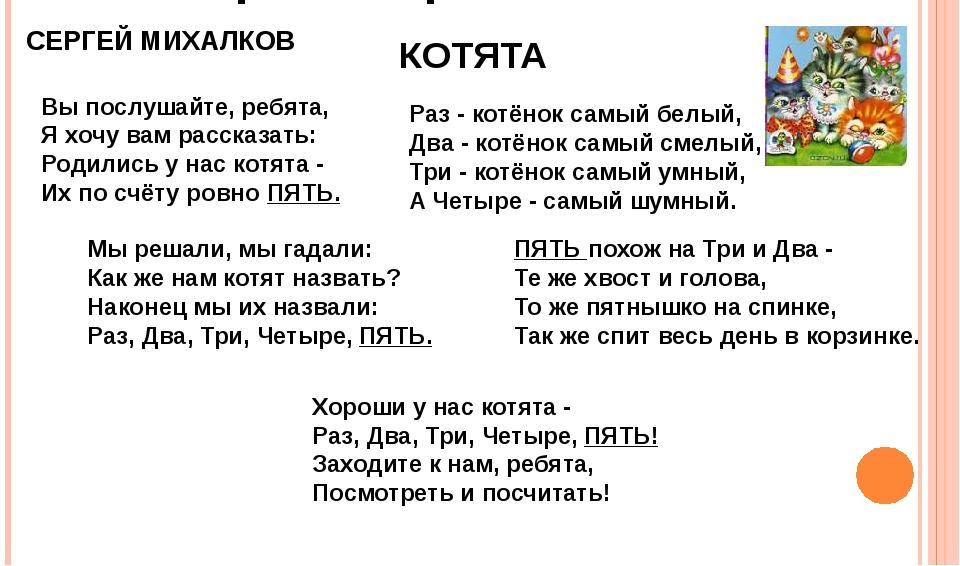 СЕРГЕЙ МИХАЛКОВ
КОТЯТА
Вы послушайте, ребята,
Я хочу вам рассказать:
Родились у нас котята -
Их по счёту ровно ПЯТЬ.
Раз - котёнок самый белый,
Два - котёнок самый смелый,
Три - котёнок самый умный,
А Четыре - самый шумный.
Мы решали, мы гадали:
Как же нам котят назвать?
Наконец мы их назвали:
Раз, Два, Три, Четыре, ПЯТЬ.
ПЯТЬ похож на Три и Два -
Те же хвост и голова,
То же пятнышко на спинке,
Так же спит весь день в корзинке.
Хороши у нас котята -
Раз, Два, Три, Четыре, ПЯТЬ!
Заходите к нам, ребята,
Посмотреть и посчитать!